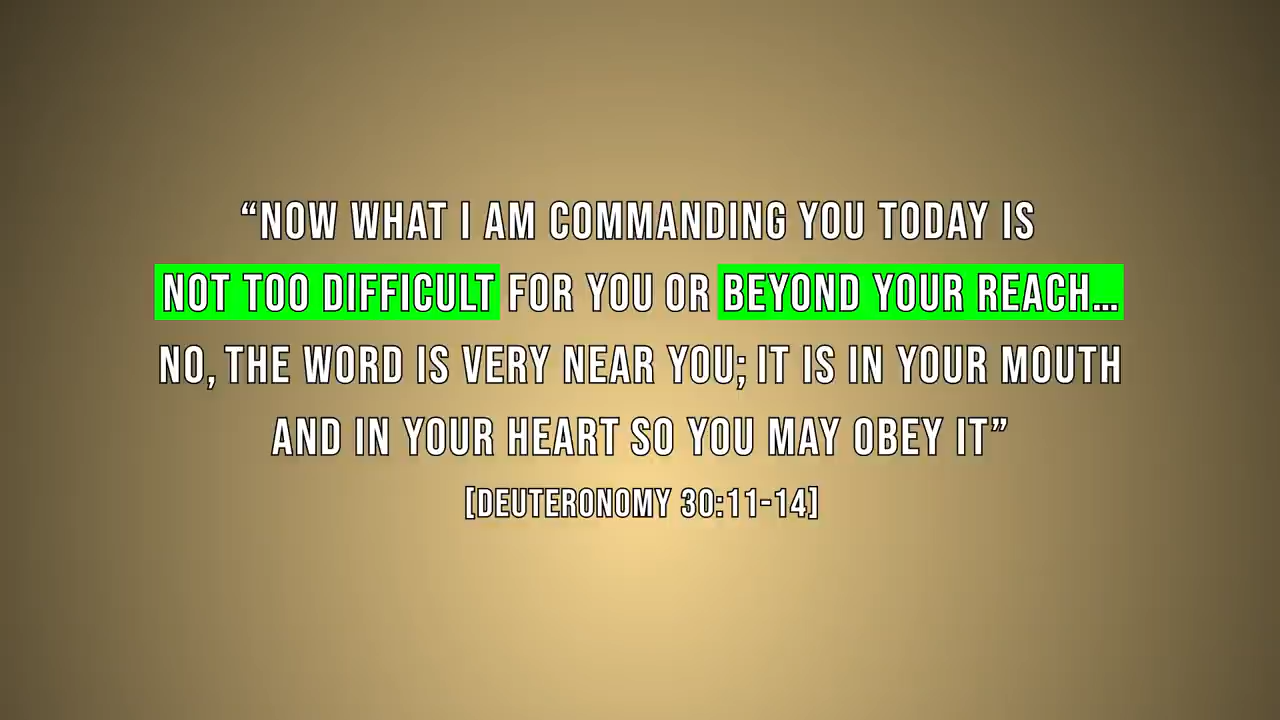 “NOW WHAT I AM COMMANDING YOU TODAY IS
NOT TOO DIFFICULT FOR YOU OR BEYOND YOUR REACH...
NO, THE WORD IS VERY NEAR YOU; IT IS IN YOUR MOUTH
AND IN YOUR HEART SO YOU MAY OBEY IT”
[DEUTERONOMY 30:11-14]